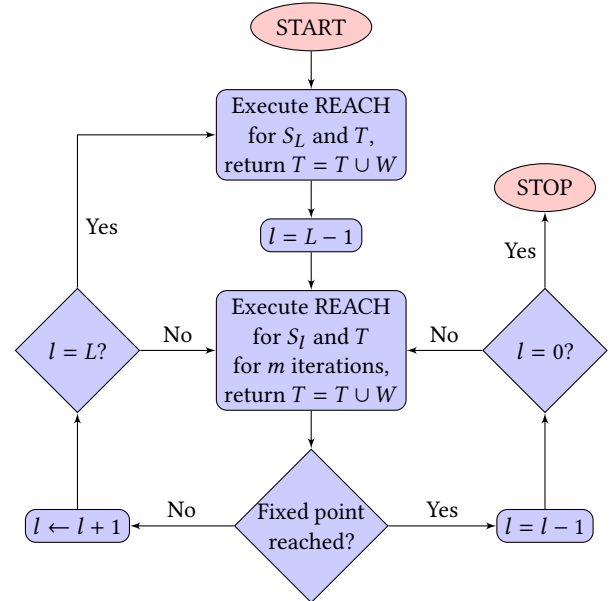 START
Execute REACH
for S_L and T,
return T = T ∪ W
STOP
Yes
l = L − 1
Yes
Execute REACH
for S_l and T
for m iterations,
return T = T ∪ W
l = L?
No
No
l = 0?
Fixed point
reached?
No
Yes
l ← l + 1
l = l − 1